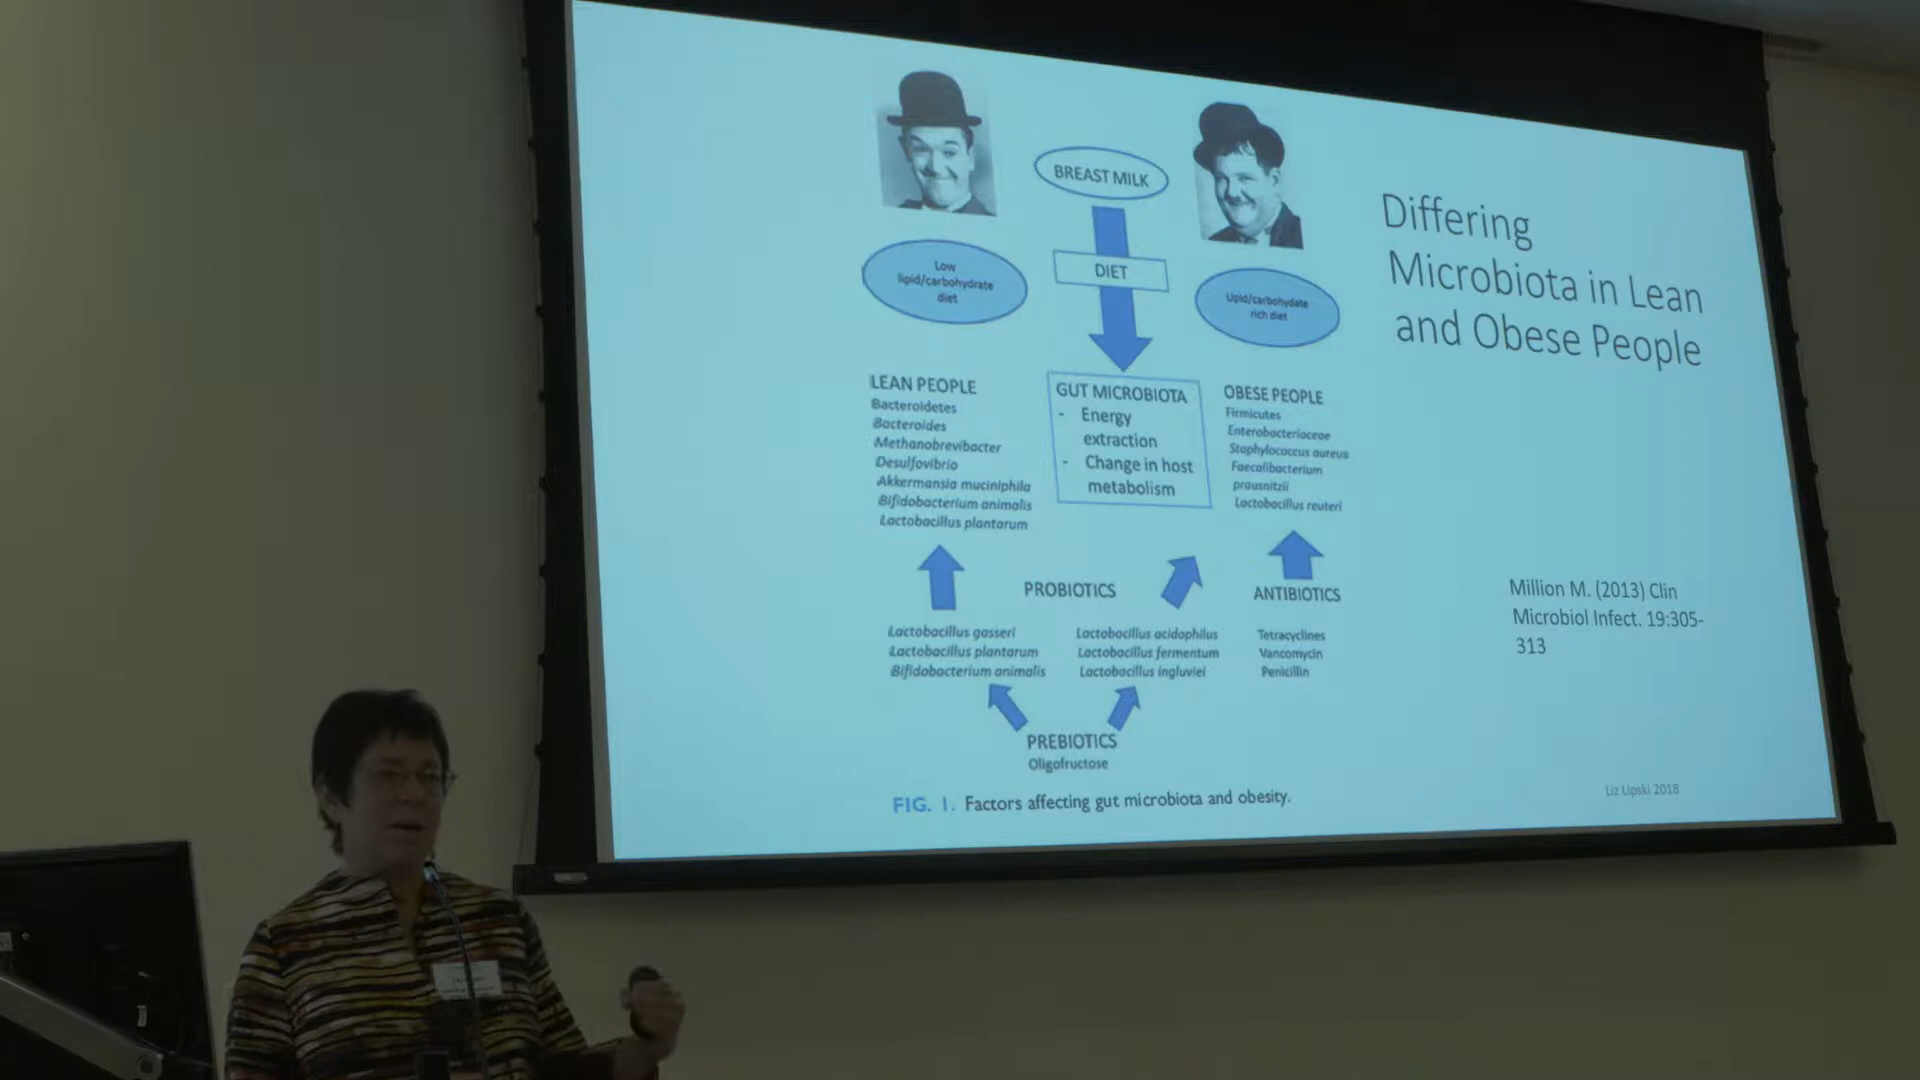 BREAST MILK
DIET
Low
lipid/carbohydrate
diet
Lipid/carbohydate
rich diet
Differing
Microbiota in Lean
and Obese People
LEAN PEOPLE
Bacteroidetes
Bacteroides
Methanobrevibacter
Desulfovibrio
Akkermansia muciniphila
Bifidobacterium animalis
Lactobacillus plantarum
GUT MICROBIOTA
- Energy
extraction
- Change in host
metabolism
OBESE PEOPLE
Firmicutes
Enterobacteriaceae
Staphylococcus aureus
Faecalibacterium
prausnitzii
Lactobacillus reuteri
PROBIOTICS
Lactobacillus gasseri
Lactobacillus plantarum
Bifidobacterium animalis
Lactobacillus acidophilus
Lactobacillus fermentum
Lactobacillus ingluviei
ANTIBIOTICS
Tetracyclines
Vancomycin
Penicillin
PREBIOTICS
Oligofructose
FIG. 1. Factors affecting gut microbiota and obesity.
Million M. (2013) Clin
Microbiol Infect. 19:305-
313
Liz Lipski 2018